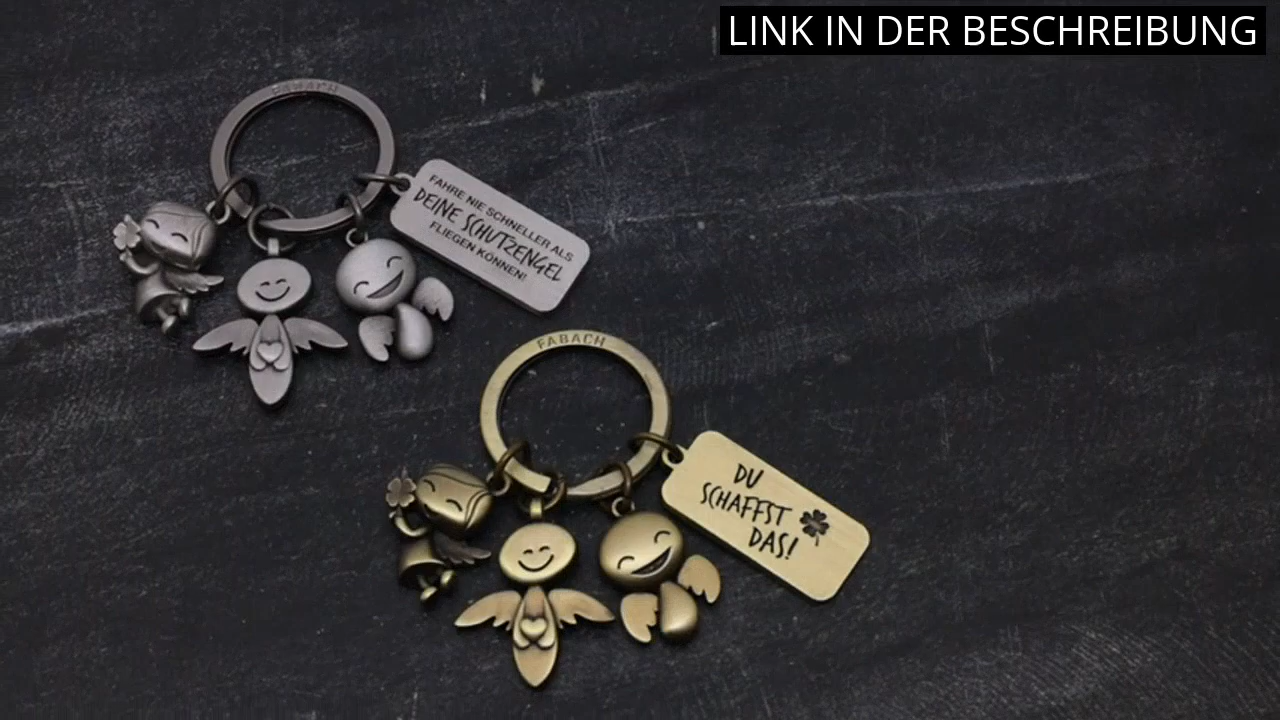 LINK IN DER BESCHREIBUNG
FABACH
FAHRE NIE SCHNELLER ALS
DEINE SCHUTZENGEL
FLIEGEN KÖNNEN!
FABACH
DU
SCHAFFST
DAS!